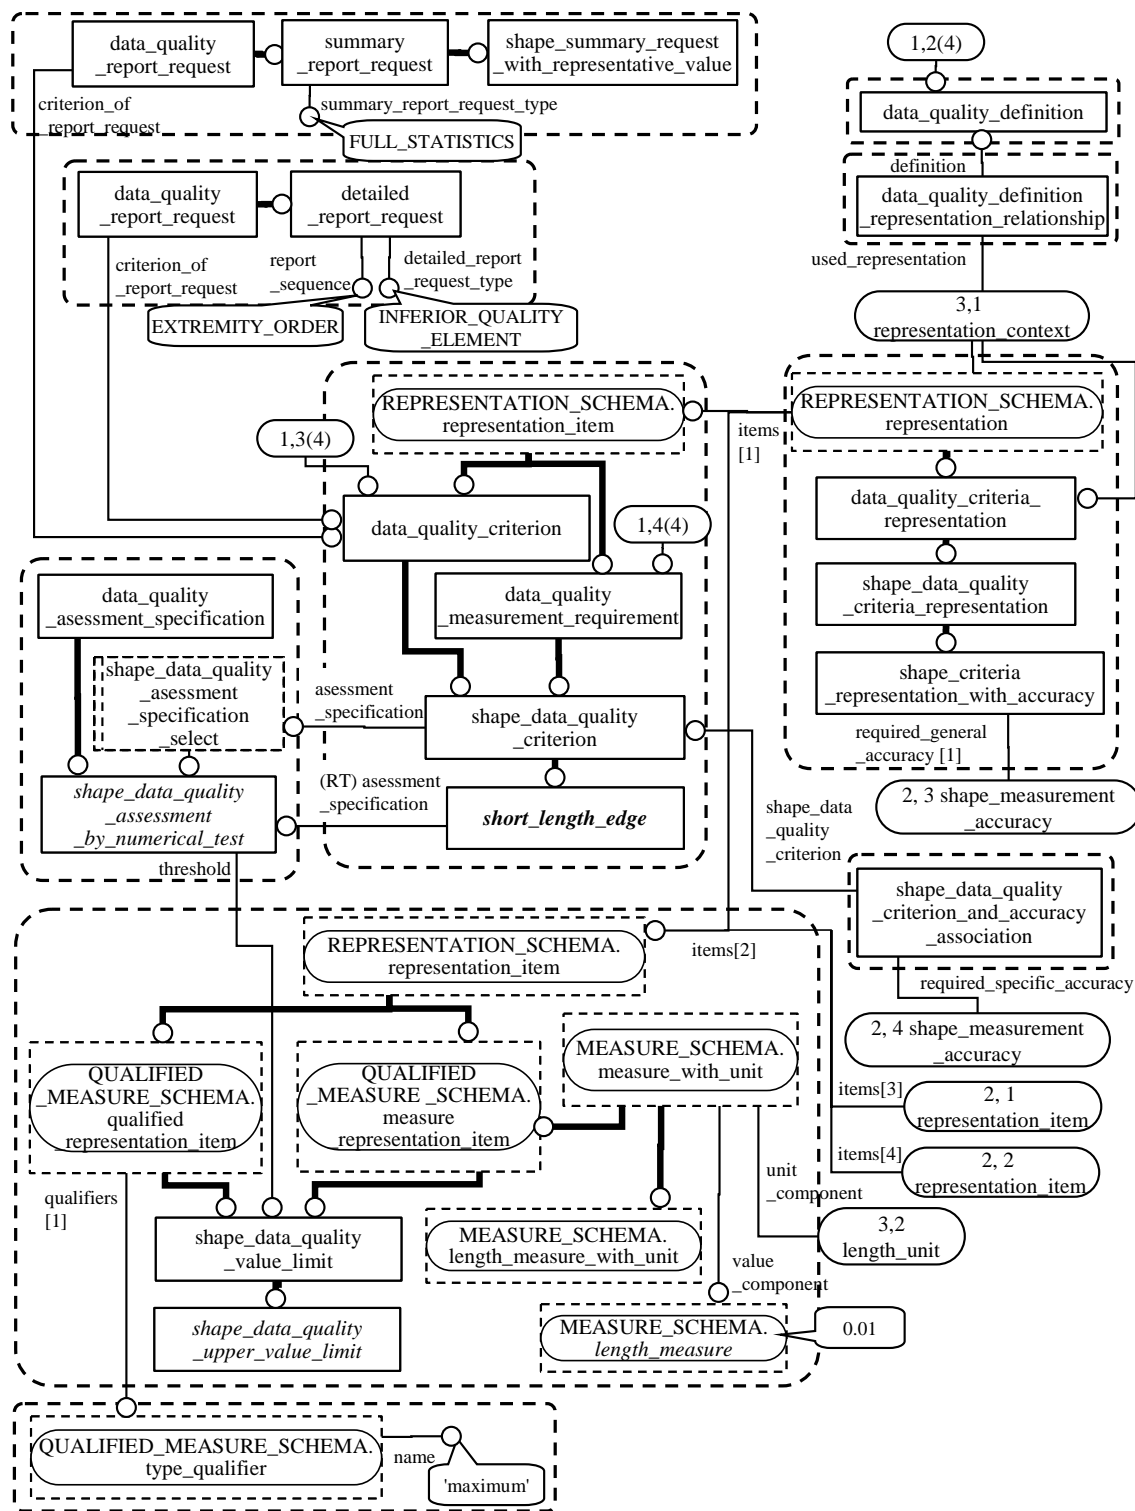 data_quality
_report_request
summary
_report_request
shape_summary_request
_with_representative_value
criterion_of
_report_request
summary_report_request_type
FULL_STATISTICS
1,2(4)
data_quality_definition
definition
data_quality_definition
_representation_relationship
used_representation
3,1
representation_context
data_quality
_report_request
detailed
_report_request
criterion_of
_report_request
report
_sequence
detailed_report
_request_type
EXTREMITY_ORDER
INFERIOR_QUALITY
_ELEMENT
REPRESENTATION_SCHEMA.
representation_item
items
[1]
REPRESENTATION_SCHEMA.
representation
1,3(4)
data_quality_criterion
1,4(4)
data_quality_criteria_
representation
data_quality
_asessment_specification
data_quality
_measurement_requirement
shape_data_quality
_criteria_representation
shape_data_quality
_asessment
_specification
_select
asessment
_specification
shape_data_quality
_criterion
shape_criteria
_representation_with_accuracy
required_general
_accuracy [1]
(RT) asessment
_specification
shape_data_quality
_assessment
_by_numerical_test
short_length_edge
shape_data
_quality
_criterion
2, 3 shape_measurement
_accuracy
threshold
shape_data_quality
_criterion_and_accuracy
_association
REPRESENTATION_SCHEMA.
representation_item
items[2]
required_specific_accuracy
2, 4 shape_measurement
_accuracy
QUALIFIED
_MEASURE_SCHEMA.
qualified
_representation_item
QUALIFIED
_MEASURE _SCHEMA.
measure
_representation_item
MEASURE_SCHEMA.
measure_with_unit
items[3]
2, 1
representation_item
items[4]
2, 2
representation_item
qualifiers
[1]
unit
_component
shape_data_quality
_value_limit
MEASURE_SCHEMA.
length_measure_with_unit
3,2
length_unit
value
_component
shape_data_quality
_upper_value_limit
MEASURE_SCHEMA.
length_measure
0.01
QUALIFIED_MEASURE_SCHEMA.
type_qualifier
name
'maximum'